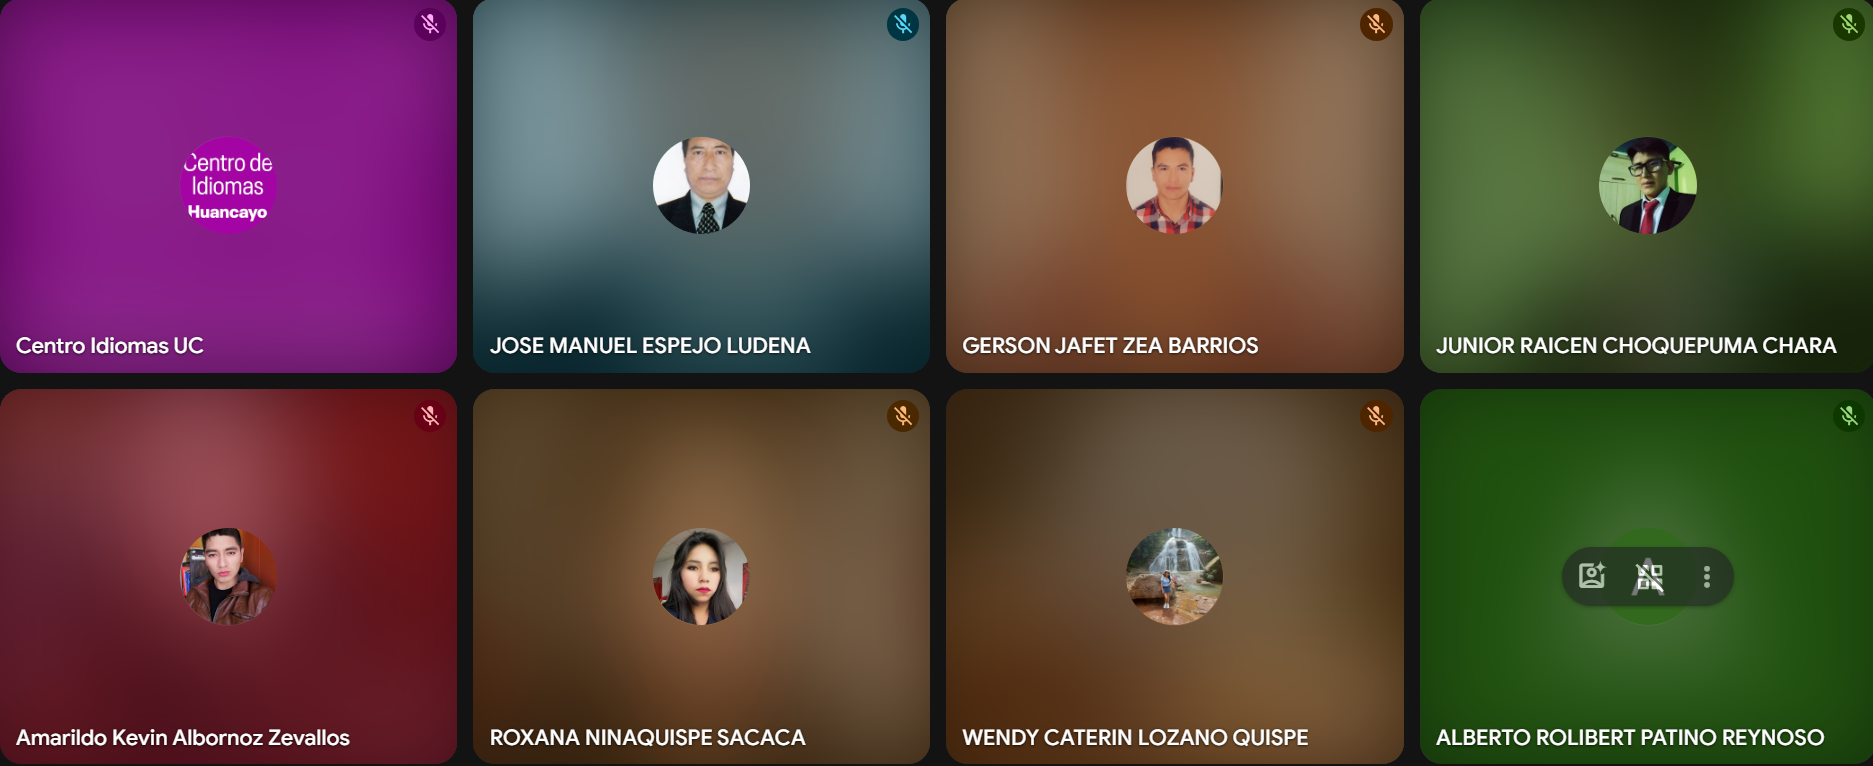 Centro de
Idiomas
Huancayo
Centro Idiomas UC
JOSE MANUEL ESPEJO LUDENA
GERSON JAFET ZEA BARRIOS
JUNIOR RAICEN CHOQUEPUMA CHARA
Amarildo Kevin Albornoz Zevallos
ROXANA NINAQUISPE SACACA
WENDY CATERIN LOZANO QUISPE
A
ALBERTO ROLIBERT PATINO REYNOSO